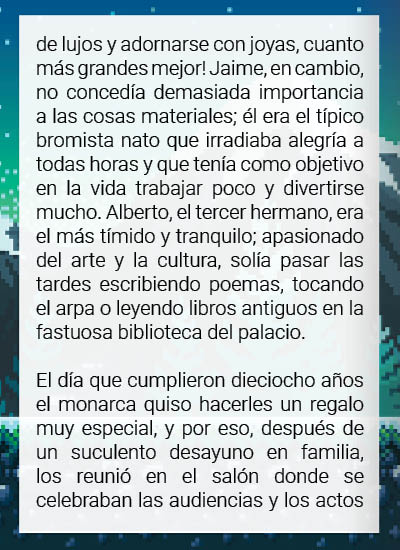 de lujos y adornarse con joyas, cuanto
más grandes mejor! Jaime, en cambio,
no concedía demasiada importancia
a las cosas materiales; él era el típico
bromista nato que irradiaba alegría a
todas horas y que tenía como objetivo
en la vida trabajar poco y divertirse
mucho. Alberto, el tercer hermano, era
el más tímido y tranquilo; apasionado
del arte y la cultura, solía pasar las
tardes escribiendo poemas, tocando
el arpa o leyendo libros antiguos en la
fastuosa biblioteca del palacio.

El día que cumplieron dieciocho años
el monarca quiso hacerles un regalo
muy especial, y por eso, después de
un suculento desayuno en familia,
los reunió en el salón donde se
celebraban las audiencias y los actos